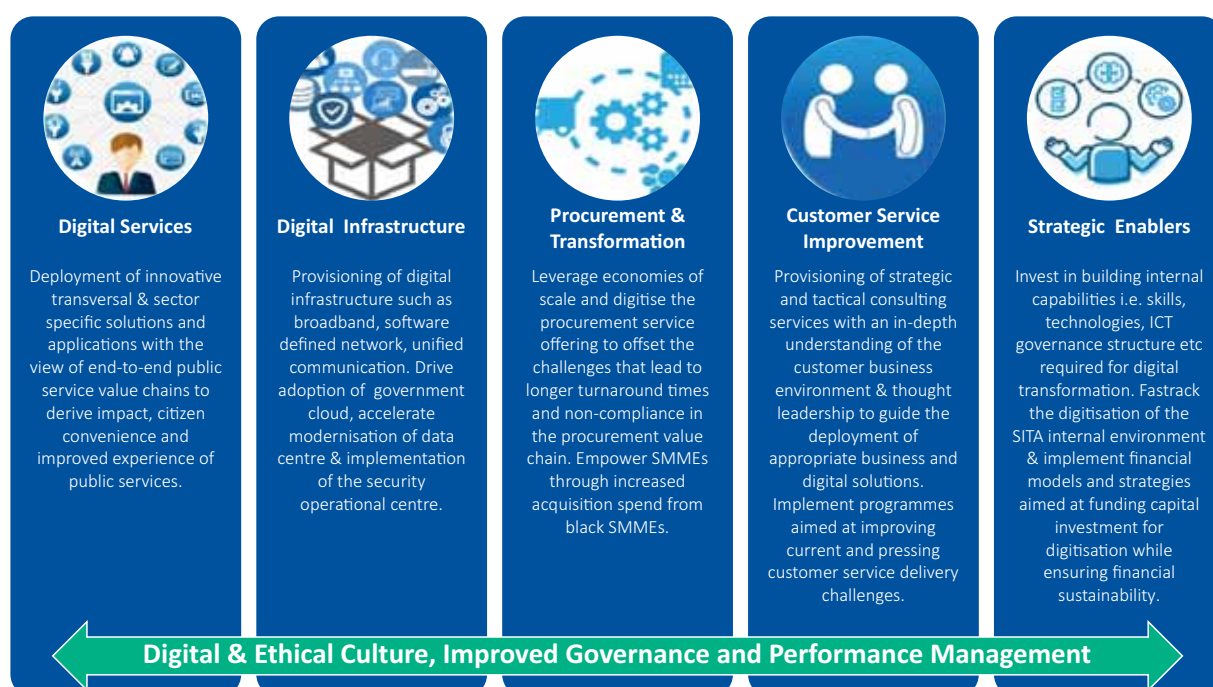 Digital Services
Deployment of innovative
transversal & sector
specific solutions and
applications with the
view of end-to-end public
service value chains to
derive impact, citizen
convenience and
improved experience of
public services.
Digital Infrastructure
Provisioning of digital
infrastructure such as
broadband, software
defined network, unified
communication. Drive
adoption of government
cloud, accelerate
modernisation of data
centre & implementation
of the security
operational centre.
Procurement &
Transformation
Leverage economies of
scale and digitise the
procurement service
offering to offset the
challenges that lead to
longer turnaround times
and non-compliance in
the procurement value
chain. Empower SMMEs
through increased
acquisition spend from
black SMMEs.
Customer Service
Improvement
Provisioning of strategic
and tactical consulting
services with an in-depth
understanding of the
customer business
environment & thought
leadership to guide the
deployment of
appropriate business and
digital solutions.
Implement programmes
aimed at improving
current and pressing
customer service delivery
challenges.
Strategic Enablers
Invest in building internal
capabilities i.e. skills,
technologies, ICT
governance structure etc
required for digital
transformation. Fastrack
the digitisation of the
SITA internal environment
& implement financial
models and strategies
aimed at funding capital
investment for
digitisation while
ensuring financial
sustainability.
Digital & Ethical Culture, Improved Governance and Performance Management